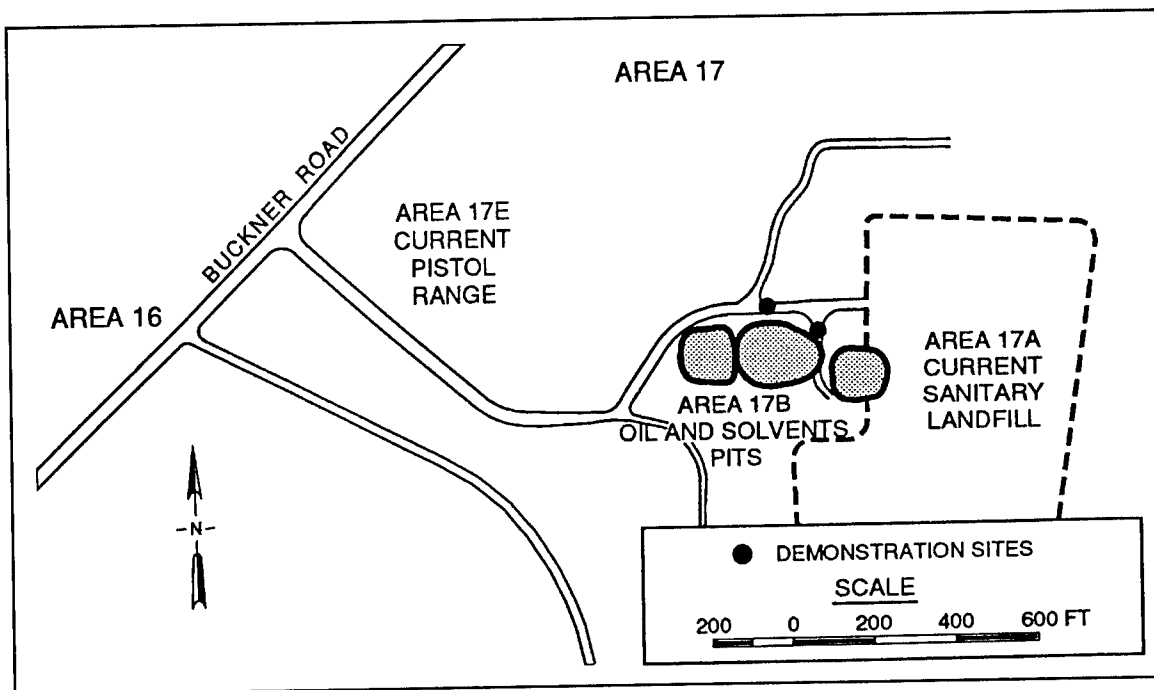 AREA 17
BUCKNER ROAD
AREA 17E
CURRENT
PISTOL
RANGE
AREA 16
AREA 17A
CURRENT
SANITARY
LANDFILL
AREA 17B
OIL AND SOLVENTS
PITS
-N-
DEMONSTRATION SITES
SCALE
200 0 200 400 600 FT